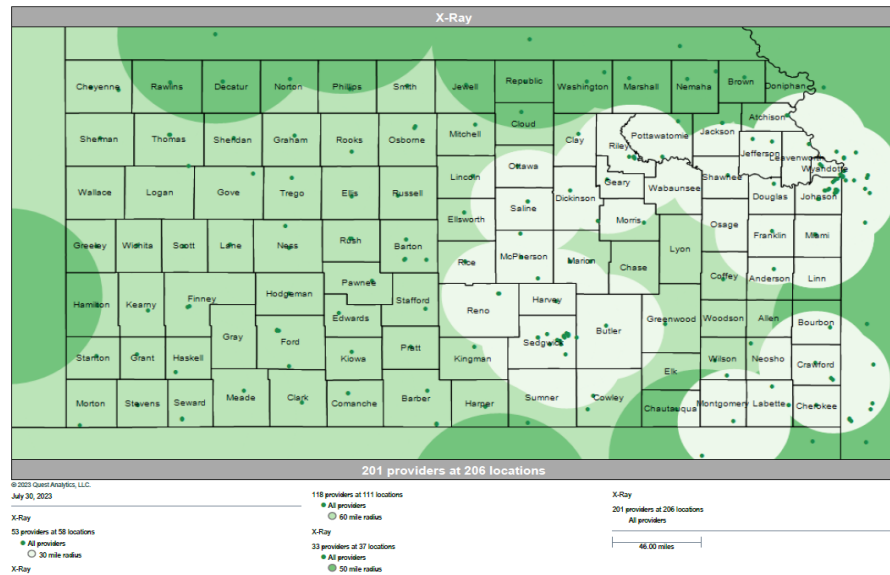 X-Ray
Cheyenne Rawlins Decatur Norton Phillips Smith Jewell Republic Washington Marshall Nemaha Brown Doniphan
Sherman Thomas Sheridan Graham Rooks Osborne Mitchell Cloud Clay Riley Pottawatomie Jackson Atchison
Jefferson Leavenworth
Wyandotte
Wallace Logan Gove Trego Ellis Russell Lincoln Ottawa Saline Dickinson Geary Wabaunsee Shawnee Douglas Johnson
Ellsworth Morris Osage
Greeley Wichita Scott Lane Ness Rush Barton Rice McPherson Marion Chase Lyon Franklin Miami
Hamilton Kearny Finney Hodgeman Pawnee Stafford Reno Harvey Coffey Anderson Linn
Gray Ford Edwards Sedgwick Butler Greenwood Woodson Allen Bourbon
Stanton Grant Haskell Kiowa Pratt Kingman Elk Wilson Neosho Crawford
Morton Stevens Seward Meade Clark Comanche Barber Harper Sumner Cowley Chautauqua Montgomery Labette Cherokee
201 providers at 206 locations
© 2023 Quest Analytics, LLC.
July 30, 2023
X-Ray
53 providers at 58 locations
All providers
30 mile radius
X-Ray
118 providers at 111 locations
All providers
60 mile radius
X-Ray
33 providers at 37 locations
All providers
50 mile radius
X-Ray
201 providers at 206 locations
All providers
46.00 miles